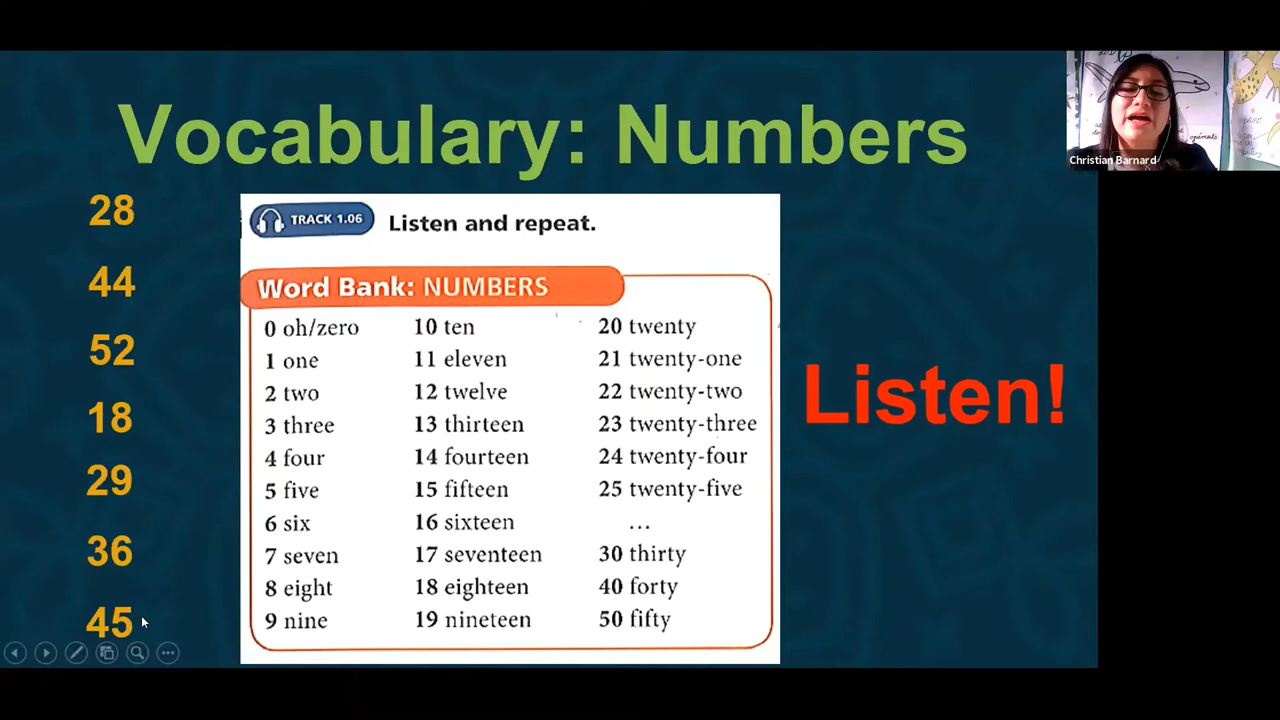 Vocabulary: Numbers
28
44
52
18
29
36
45
TRACK 1.06 Listen and repeat.
Word Bank: NUMBERS
0 oh/zero
1 one
2 two
3 three
4 four
5 five
6 six
7 seven
8 eight
9 nine
10 ten
11 eleven
12 twelve
13 thirteen
14 fourteen
15 fifteen
16 sixteen
17 seventeen
18 eighteen
19 nineteen
20 twenty
21 twenty-one
22 twenty-two
23 twenty-three
24 twenty-four
25 twenty-five
...
30 thirty
40 forty
50 fifty
Listen!
Christian Barnard